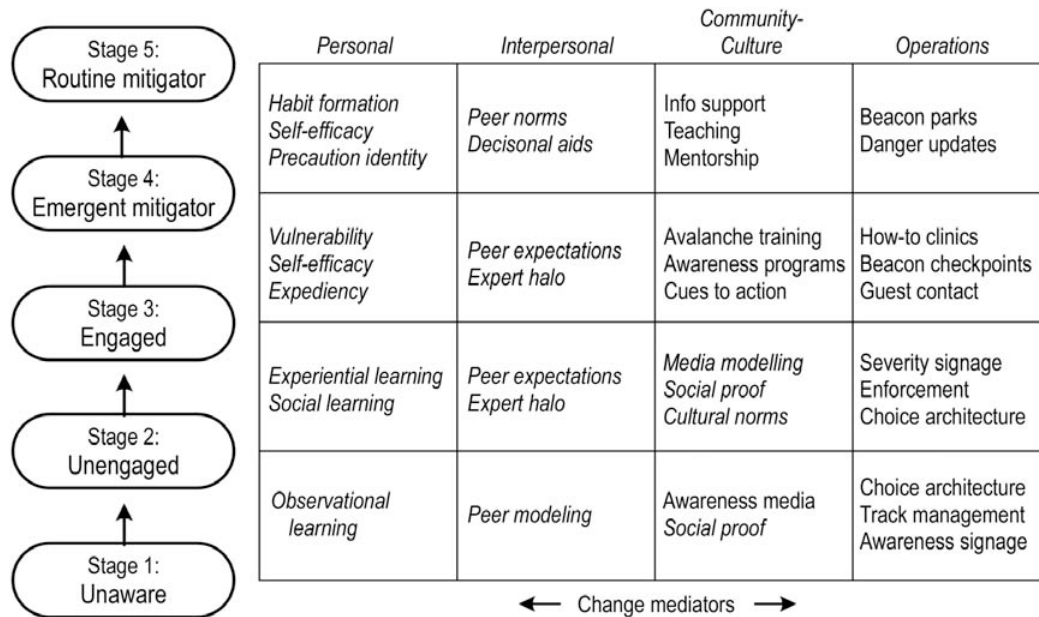 Stage 5:
Routine mitigator
Stage 4:
Emergent mitigator
Stage 3:
Engaged
Stage 2:
Unengaged
Stage 1:
Unaware
Personal
Interpersonal
Community-
Culture
Operations
Habit formation
Self-efficacy
Precaution identity
Peer norms
Decisonal aids
Info support
Teaching
Mentorship
Beacon parks
Danger updates
Vulnerability
Self-efficacy
Expediency
Peer expectations
Expert halo
Avalanche training
Awareness programs
Cues to action
How-to clinics
Beacon checkpoints
Guest contact
Experiential learning
Social learning
Peer expectations
Expert halo
Media modelling
Social proof
Cultural norms
Severity signage
Enforcement
Choice architecture
Observational
learning
Peer modeling
Awareness media
Social proof
Choice architecture
Track management
Awareness signage
Change mediators